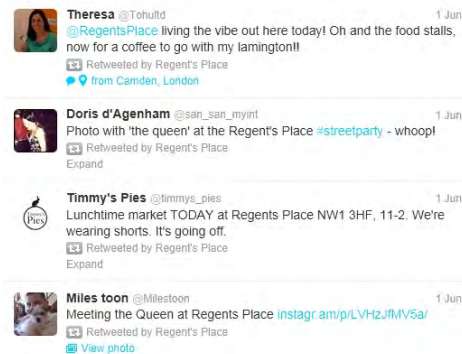 Theresa @Tohultd 1 Jun
@RegentsPlace living the vibe out here today! Oh and the food stalls,
now for a coffee to go with my lamington!!
Retweeted by Regent's Place
from Camden, London
Doris d'Agenham @san_san_myint 1 Jun
Photo with 'the queen' at the Regent's Place #streetparty - whoop!
Retweeted by Regent's Place
Expand
Timmy's Pies @timmys_pies 1 Jun
Lunchtime market TODAY at Regents Place NW1 3HF, 11-2. We're
wearing shorts. It's going off.
Retweeted by Regent's Place
Expand
Timmy's
Pies
Miles toon @Milestoon 1 Jun
Meeting the Queen at Regents Place instagr.am/p/LVHzJfMV5a/
Retweeted by Regent's Place
View photo